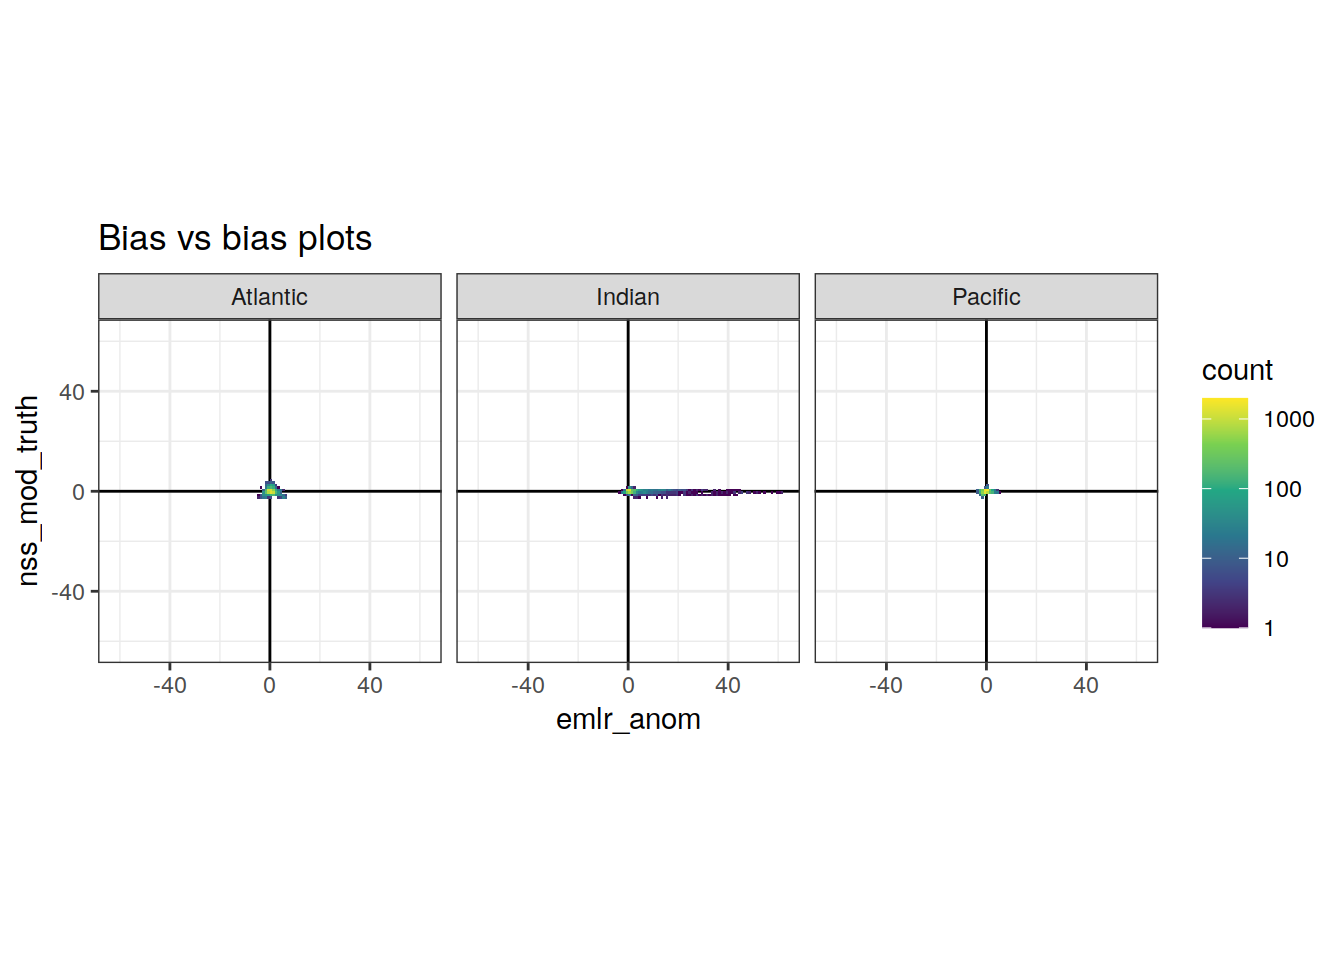 Bias vs bias plots
Atlantic
Indian
Pacific
nss_mod_truth
40
0
-40
-40 0 40
-40 0 40
-40 0 40
emlr_anom
count
1000
100
10
1